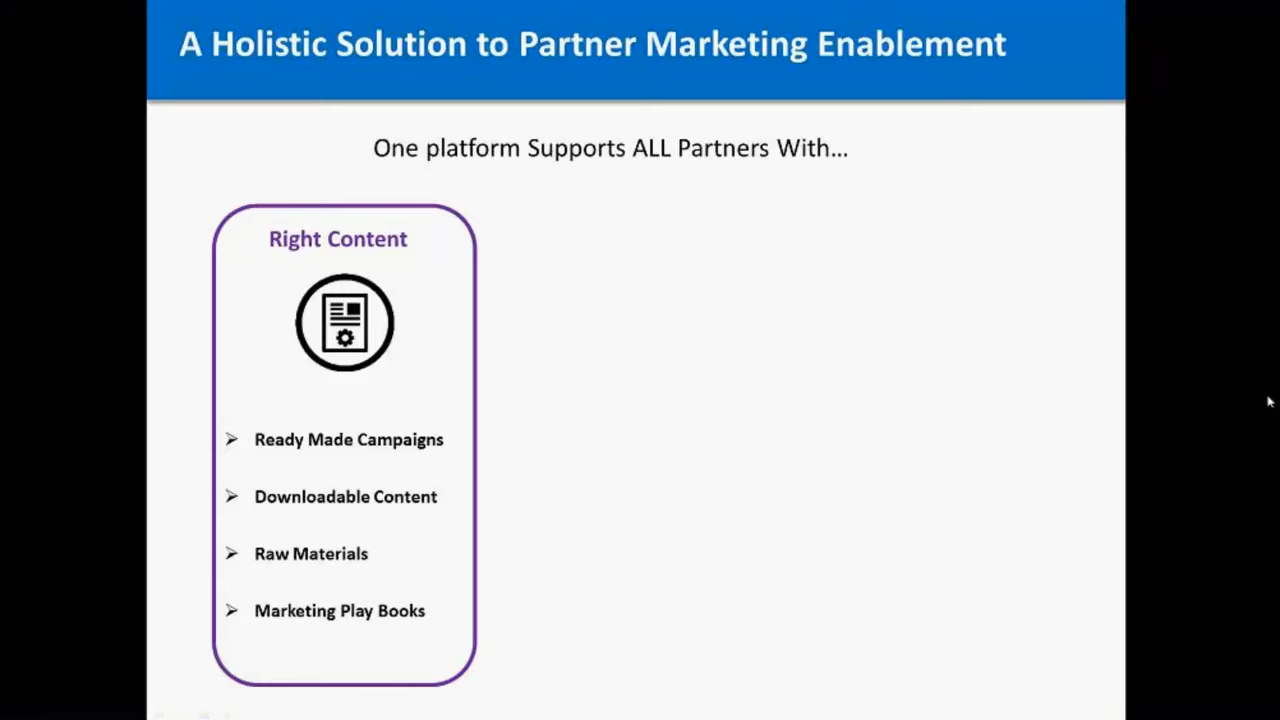 A Holistic Solution to Partner Marketing Enablement
One platform Supports ALL Partners With...
Right Content
Ready Made Campaigns
Downloadable Content
Raw Materials
Marketing Play Books